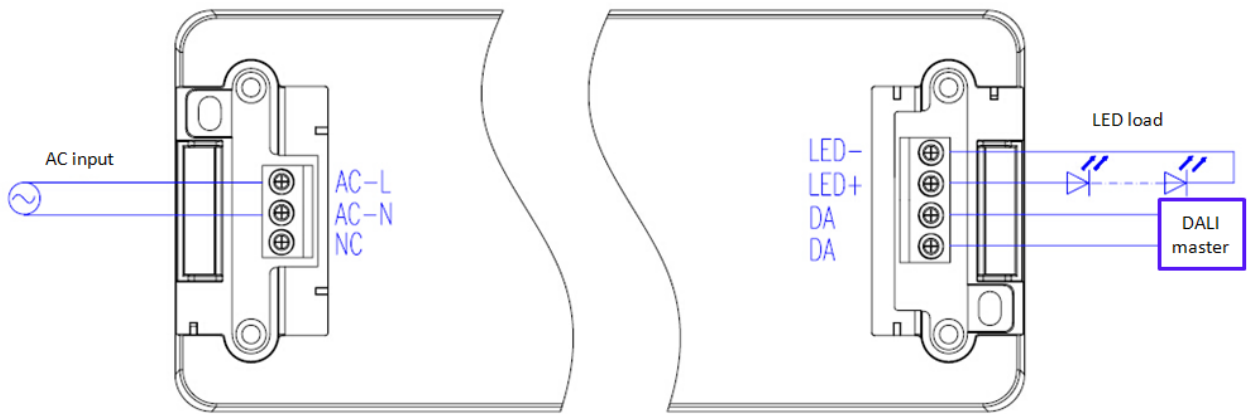 AC input
AC-L
AC-N
NC
LED load
LED-
LED+
DA
DA
DALI
master